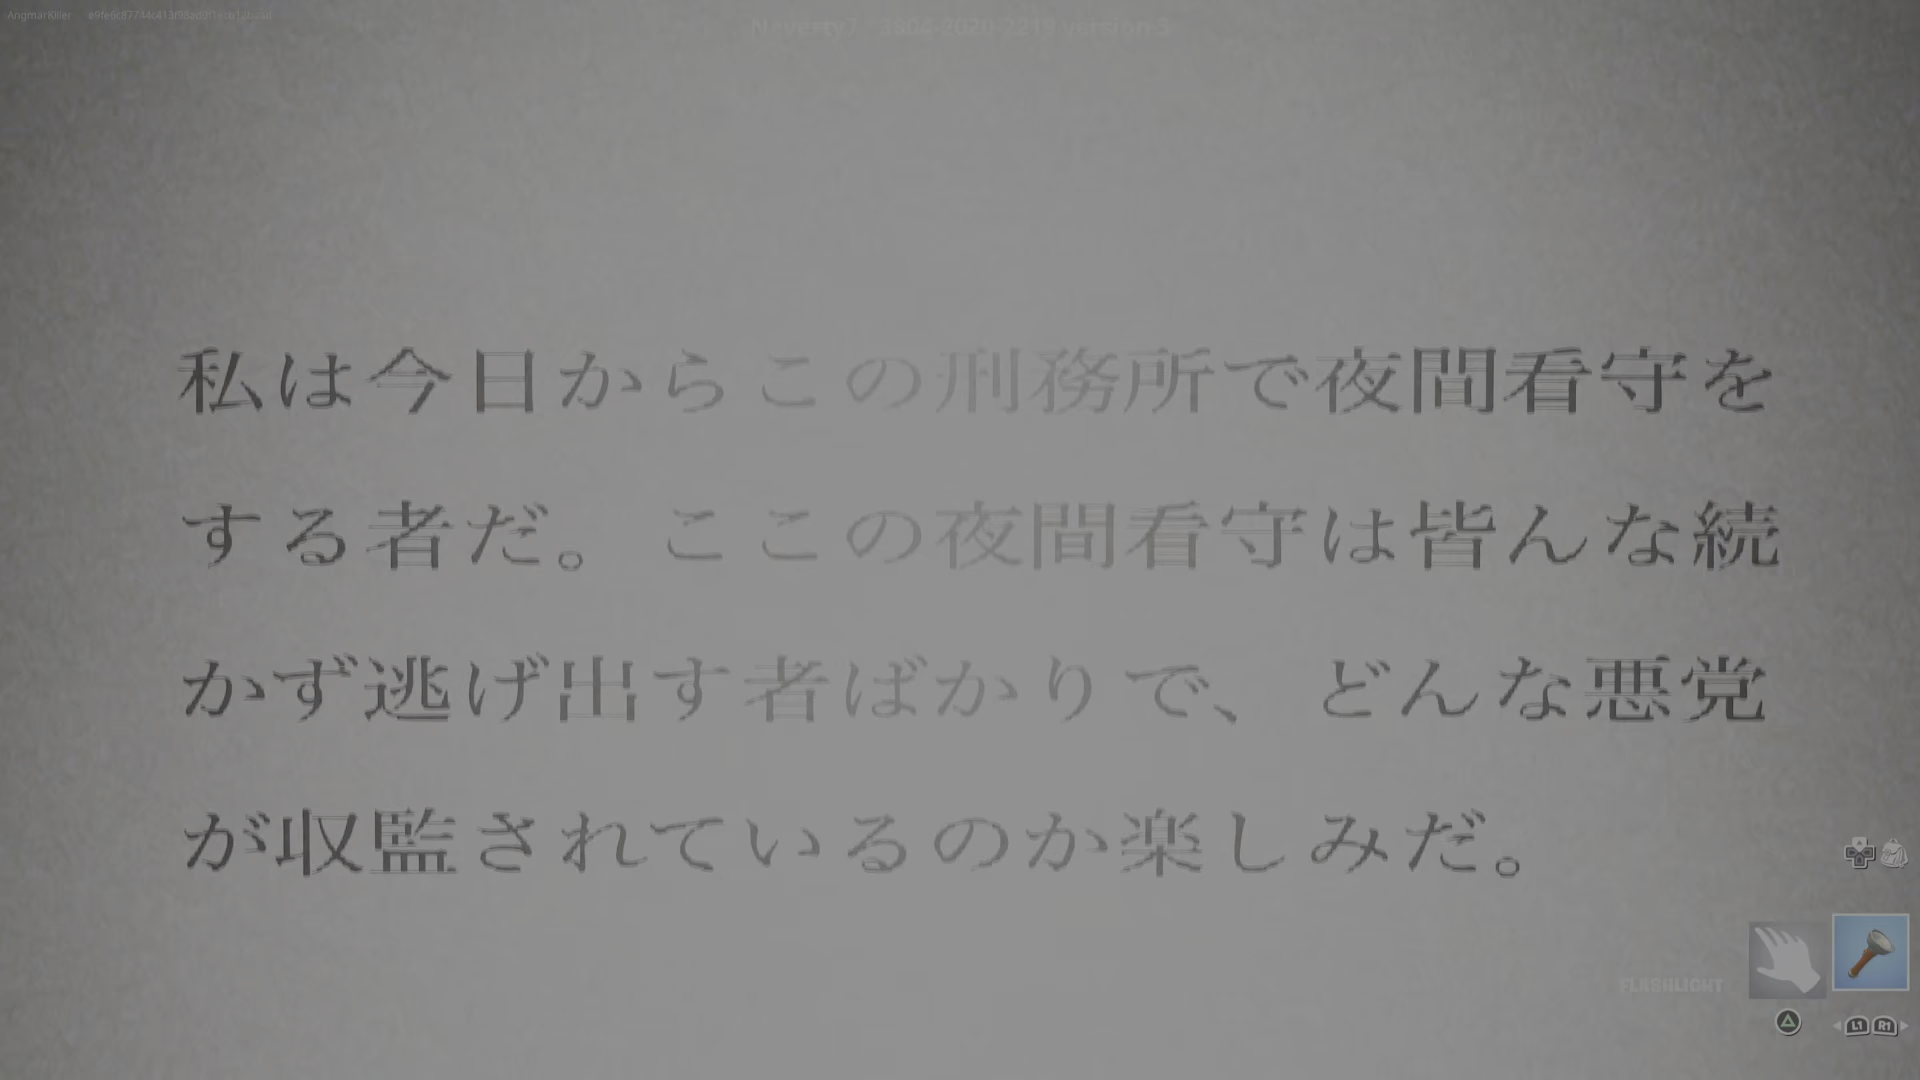 AngmarKiller
私は今日からこの刑務所で夜間看守を
する者だ。ここの夜間看守は皆んな続
かず逃げ出す者ばかりで、どんな悪党
が収監されているのか楽しみだ。
FLASHLIGHT
L1 R1